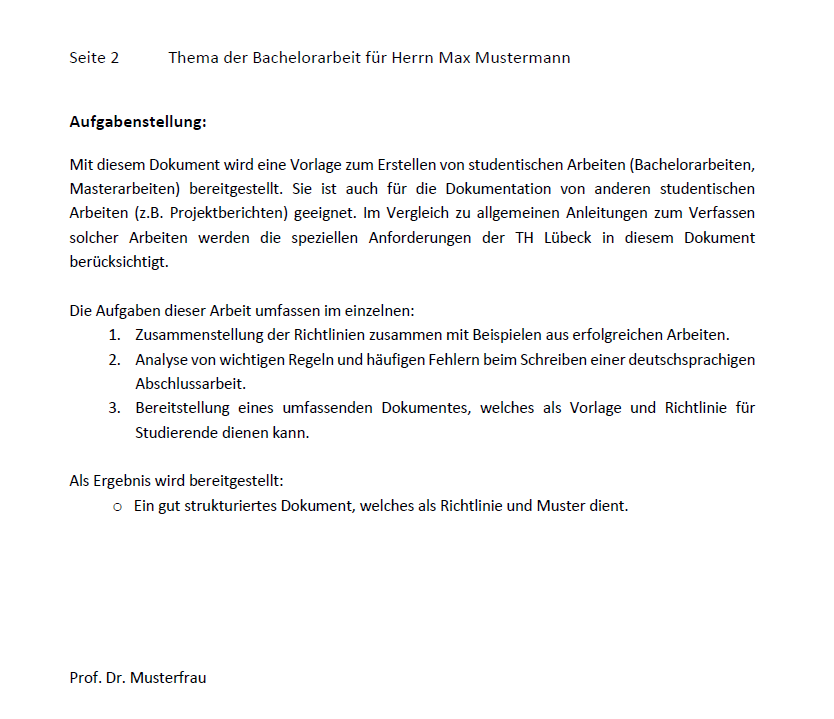 Seite 2 Thema der Bachelorarbeit für Herrn Max Mustermann
Aufgabenstellung:
Mit diesem Dokument wird eine Vorlage zum Erstellen von studentischen Arbeiten (Bachelorarbeiten,
Masterarbeiten) bereitgestellt. Sie ist auch für die Dokumentation von anderen studentischen
Arbeiten (z.B. Projektberichten) geeignet. Im Vergleich zu allgemeinen Anleitungen zum Verfassen
solcher Arbeiten werden die speziellen Anforderungen der TH Lübeck in diesem Dokument
berücksichtigt.
Die Aufgaben dieser Arbeit umfassen im einzelnen:
1. Zusammenstellung der Richtlinien zusammen mit Beispielen aus erfolgreichen Arbeiten.
2. Analyse von wichtigen Regeln und häufigen Fehlern beim Schreiben einer deutschsprachigen
Abschlussarbeit.
3. Bereitstellung eines umfassenden Dokumentes, welches als Vorlage und Richtlinie für
Studierende dienen kann.
Als Ergebnis wird bereitgestellt:
○ Ein gut strukturiertes Dokument, welches als Richtlinie und Muster dient.
Prof. Dr. Musterfrau